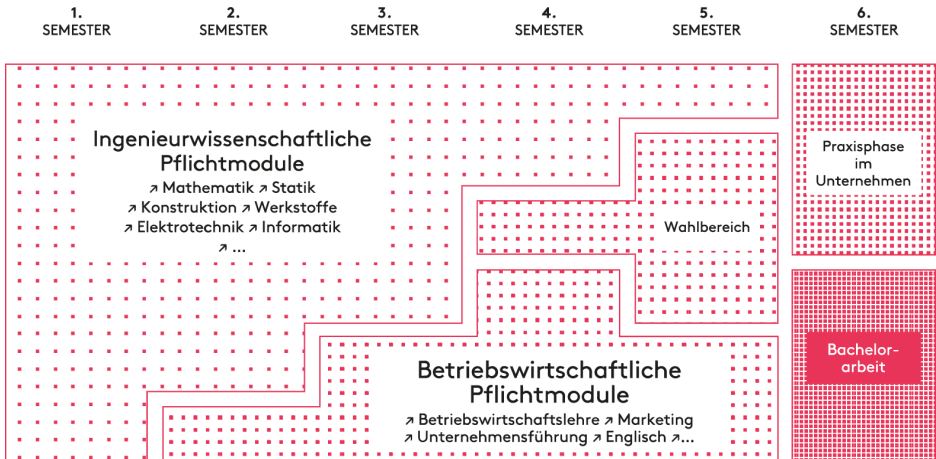 1.
SEMESTER
2.
SEMESTER
3.
SEMESTER
4.
SEMESTER
5.
SEMESTER
6.
SEMESTER
Ingenieurwissenschaftliche
Pflichtmodule
↗ Mathematik ↗ Statik
↗ Konstruktion ↗ Werkstoffe
↗ Elektrotechnik ↗ Informatik
↗ ...
Wahlbereich
Betriebswirtschaftliche
Pflichtmodule
↗ Betriebswirtschaftslehre ↗ Marketing
↗ Unternehmensführung ↗ Englisch ↗...
Praxisphase
im
Unternehmen
Bachelor-
arbeit